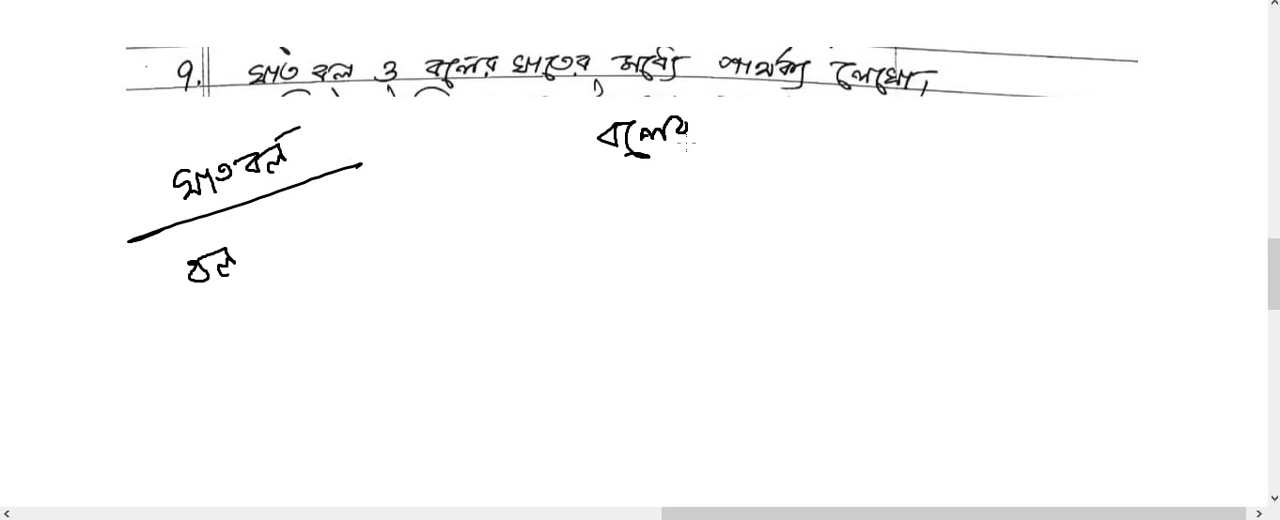 ৭. ঘাত বল ও বলের ঘাতের মধ্যে পার্থক্য লেখো।
বলের
ঘাতবল
বল